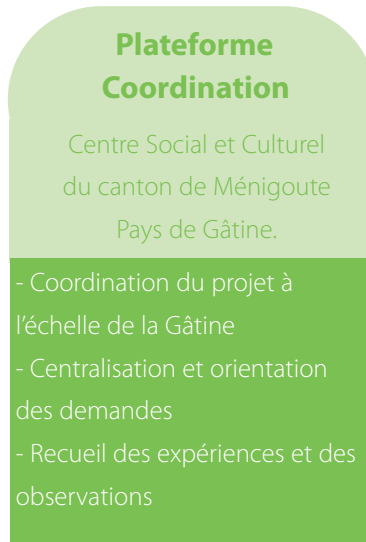 Plateforme
Coordination
Centre Social et Culturel
du canton de Ménigoute
Pays de Gâtine.
- Coordination du projet à
l'échelle de la Gâtine
- Centralisation et orientation
des demandes
- Recueil des expériences et des
observations